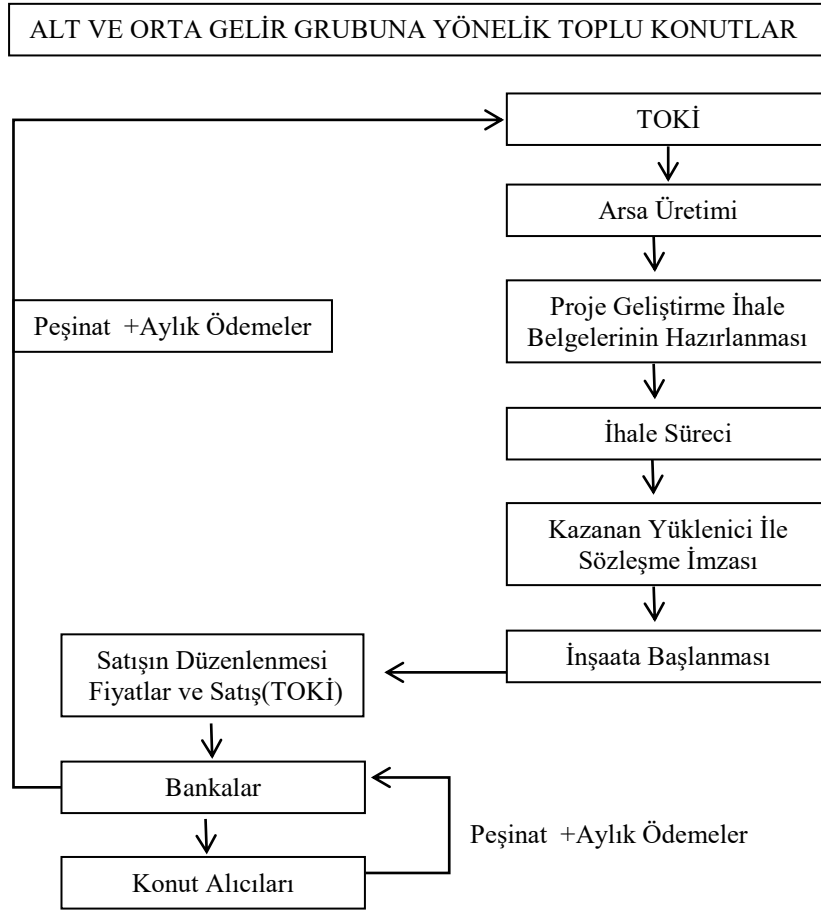 ALT VE ORTA GELİR GRUBUNA YÖNELİK TOPLU KONUTLAR
TOKİ
Arsa Üretimi
Peşinat +Aylık Ödemeler
Proje Geliştirme İhale
Belgelerinin Hazırlanması
İhale Süreci
Kazanan Yüklenici İle
Sözleşme İmzası
İnşaata Başlanması
Satışın Düzenlenmesi
Fiyatlar ve Satış(TOKİ)
Bankalar
Peşinat +Aylık Ödemeler
Konut Alıcıları